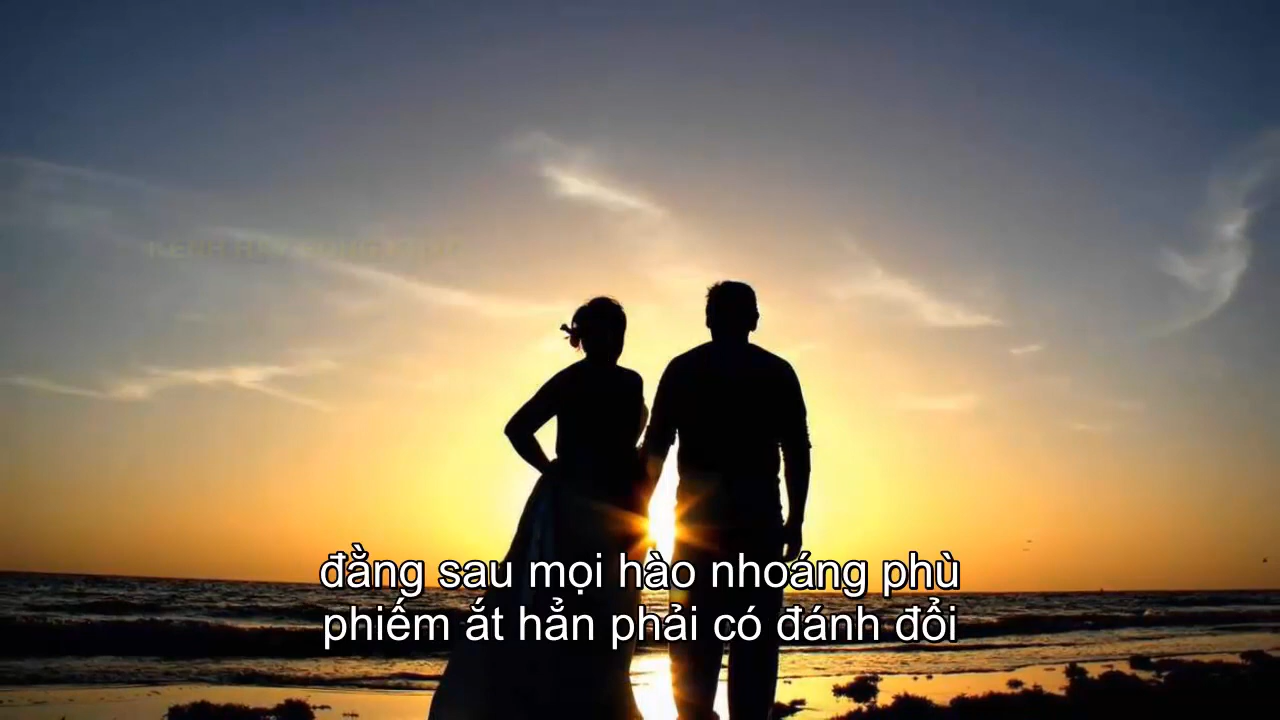 đằng sau mọi hào nhoáng phù
phiếm ắt hẳn phải có đánh đổi